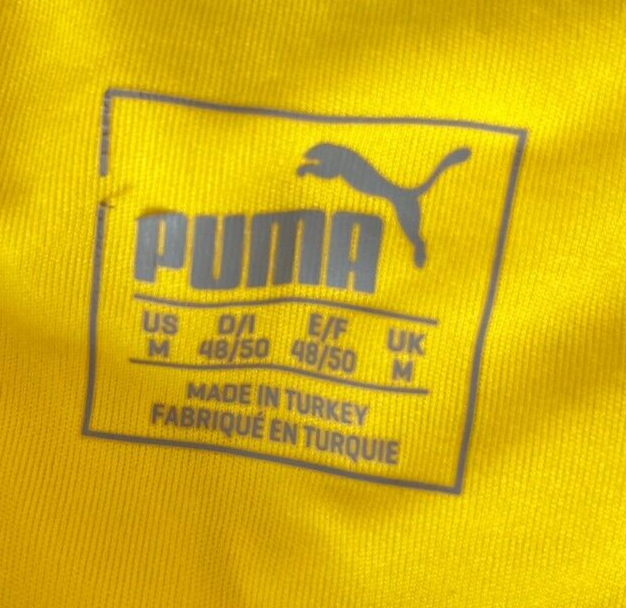 PUMA
US D/I E/F UK
M 48/50 48/50 M
MADE IN TURKEY
FABRIQUÉ EN TURQUIE